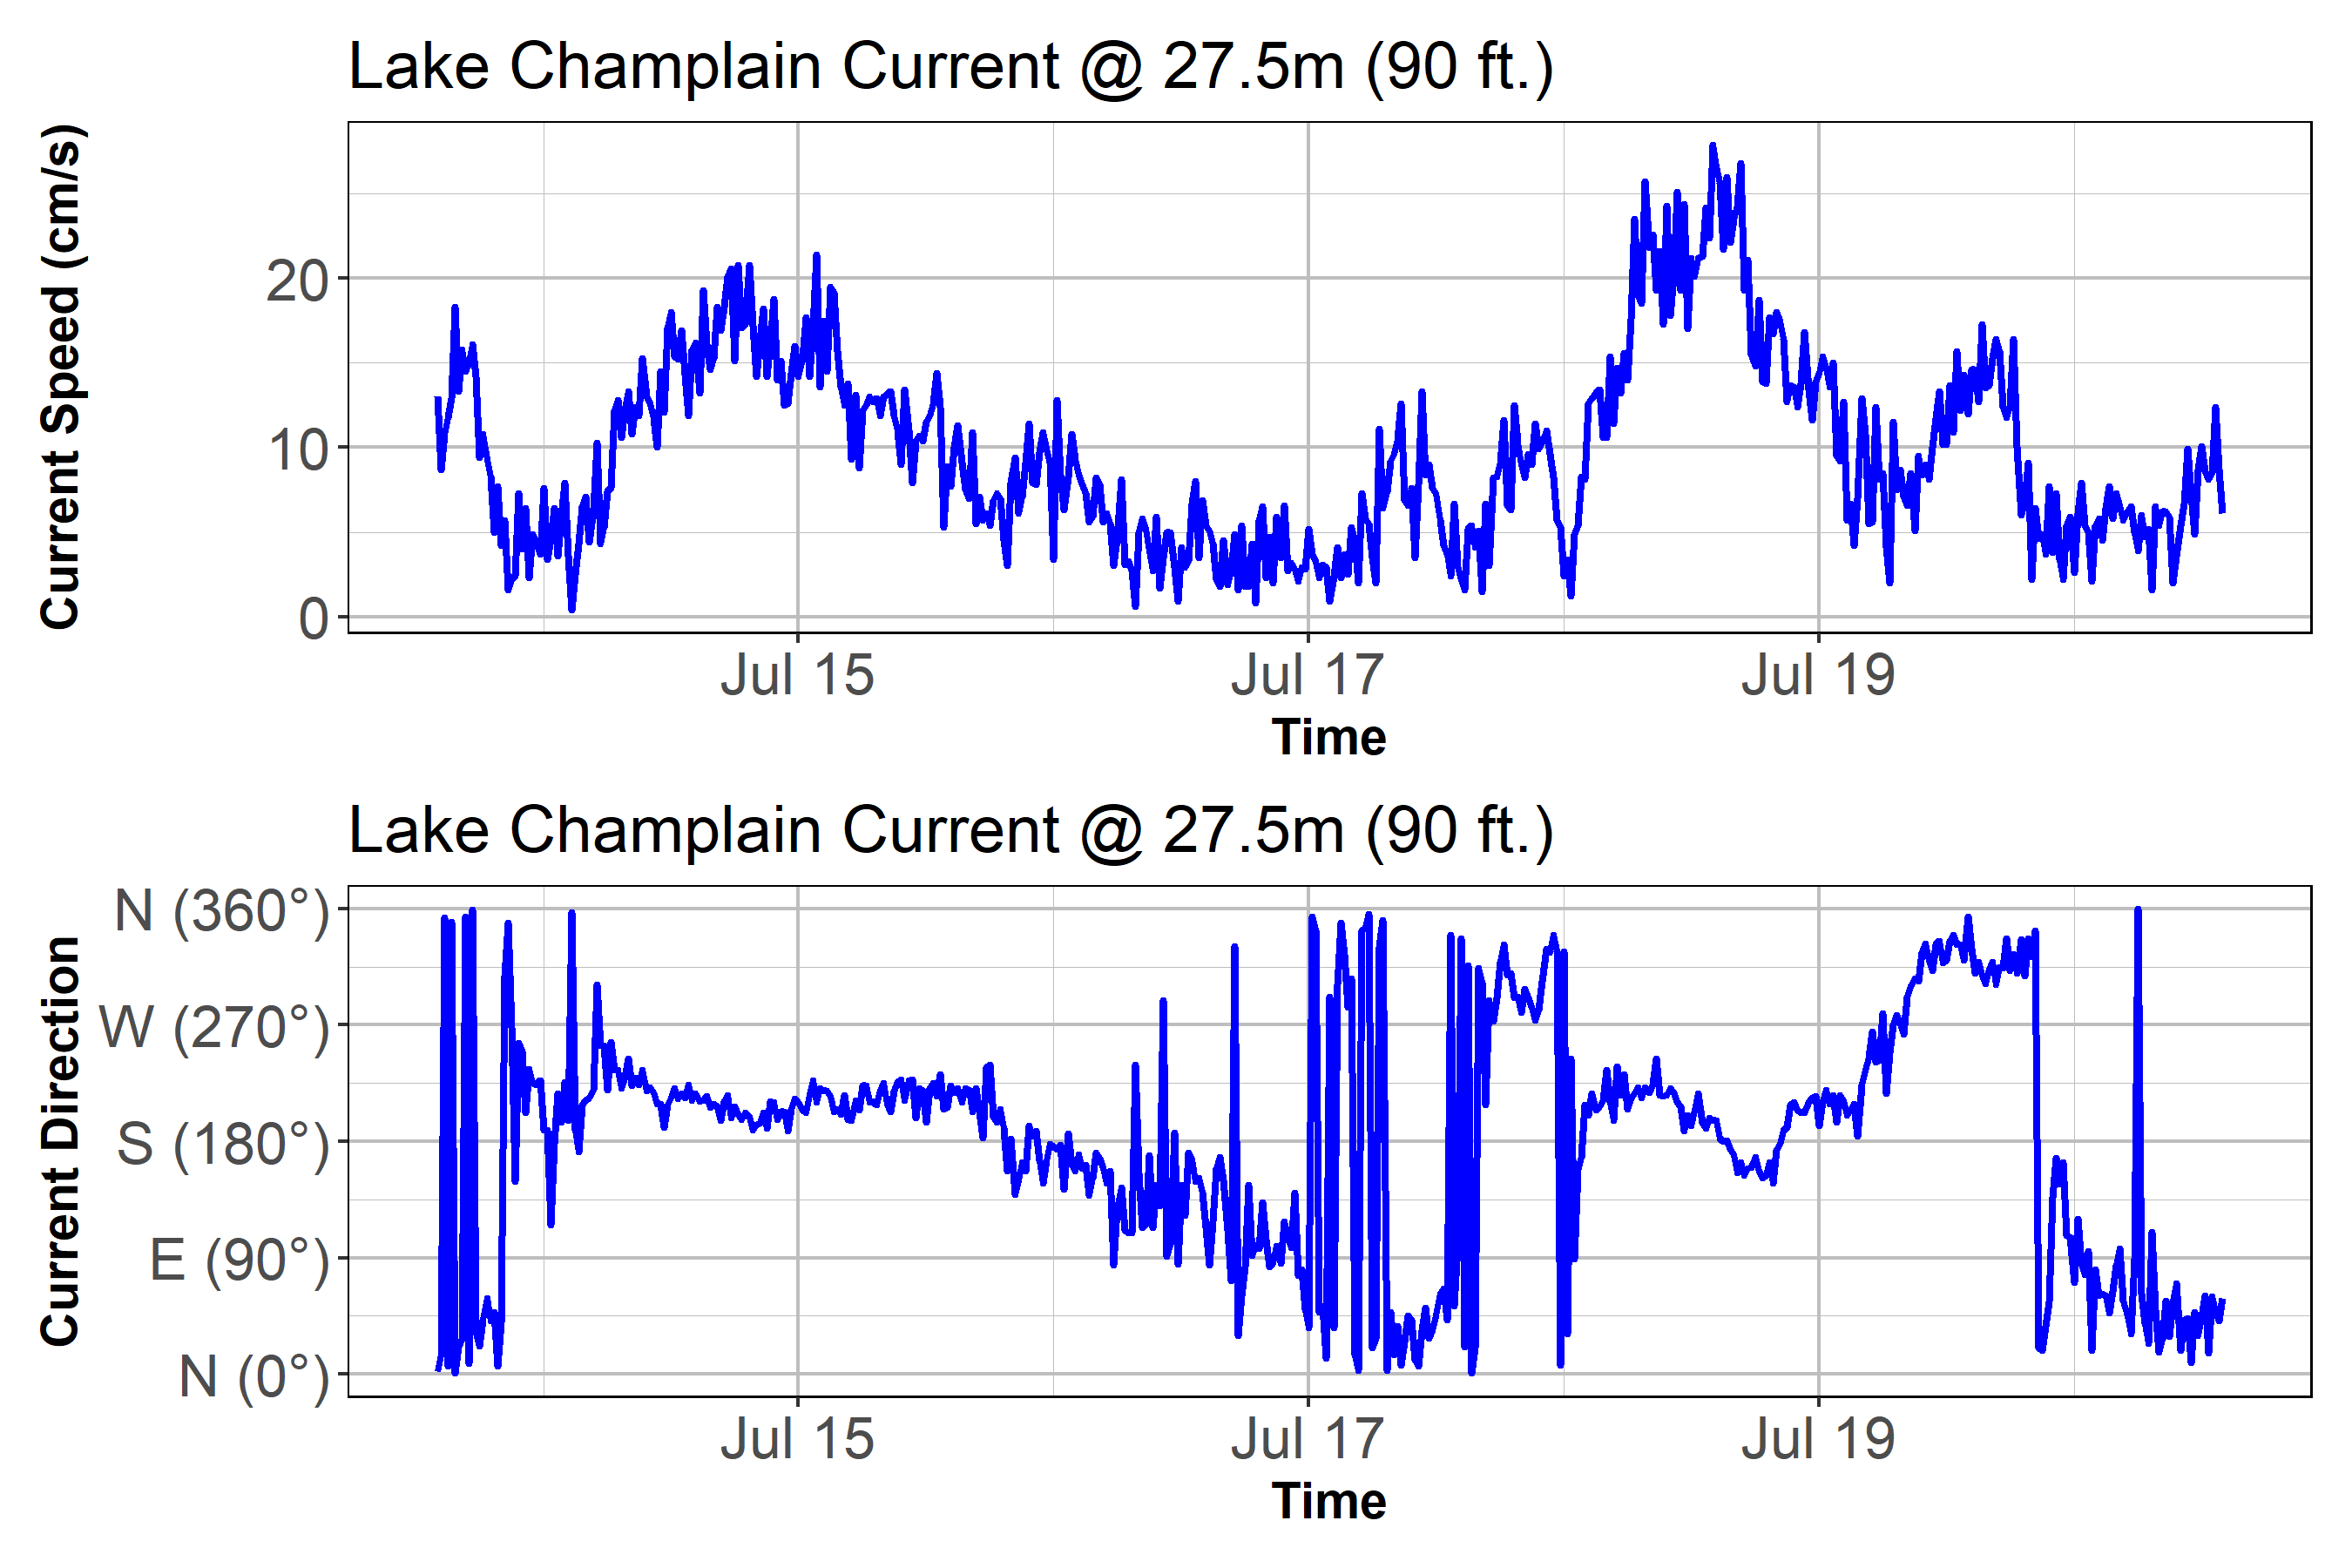 Lake Champlain Current @ 27.5m (90 ft.)
Current Speed (cm/s)
20
10
0
Jul 15 Jul 17 Jul 19
Time
Lake Champlain Current @ 27.5m (90 ft.)
Current Direction
N (360°)
W (270°)
S (180°)
E (90°)
N (0°)
Jul 15 Jul 17 Jul 19
Time